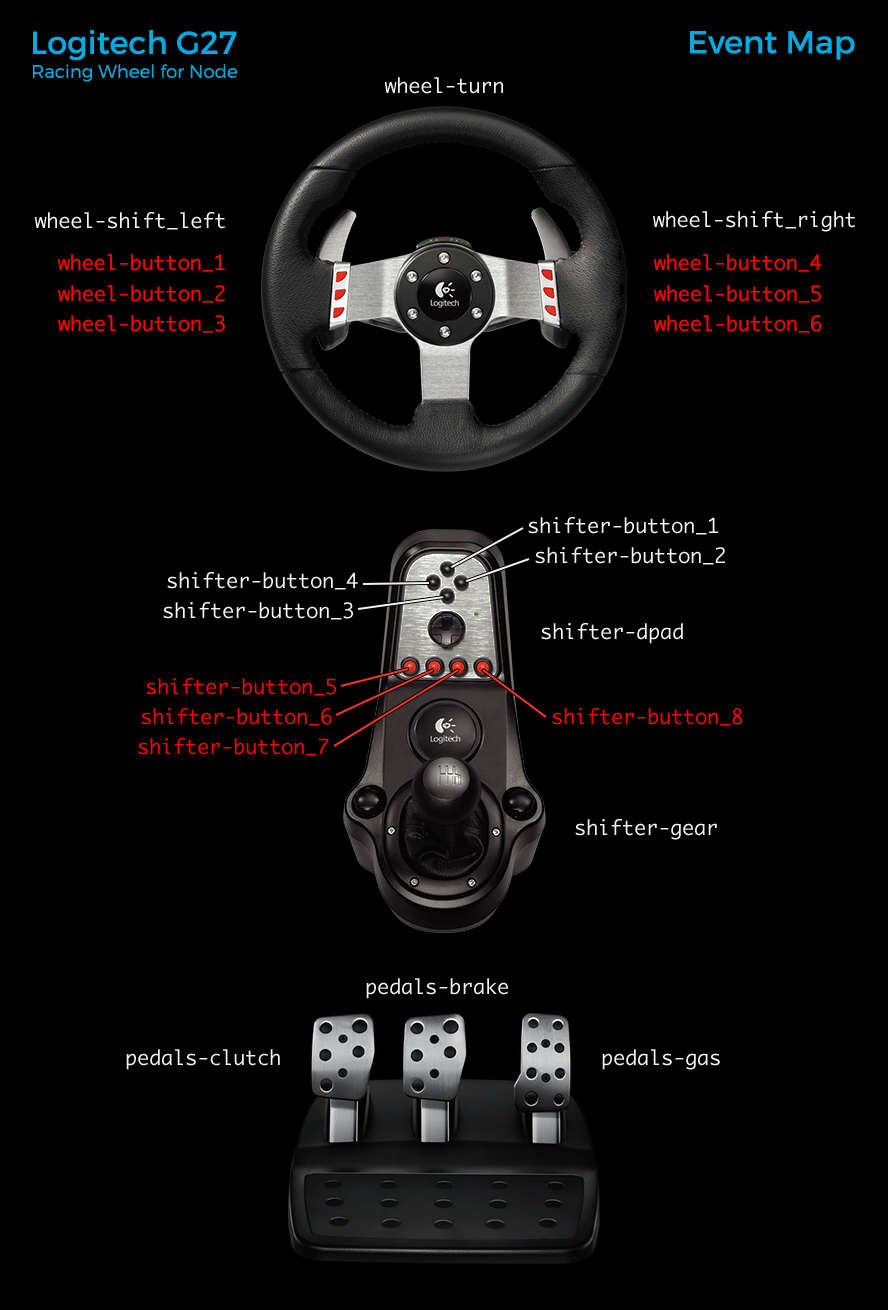 Logitech G27
Racing Wheel for Node
Event Map
wheel-turn
wheel-shift_left
wheel-button_1
wheel-button_2
wheel-button_3
wheel-shift_right
wheel-button_4
wheel-button_5
wheel-button_6
Logitech
shifter-button_1
shifter-button_2
shifter-button_4
shifter-button_3
shifter-dpad
shifter-button_5
shifter-button_6
shifter-button_7
shifter-button_8
Logitech
shifter-gear
pedals-brake
pedals-clutch
pedals-gas